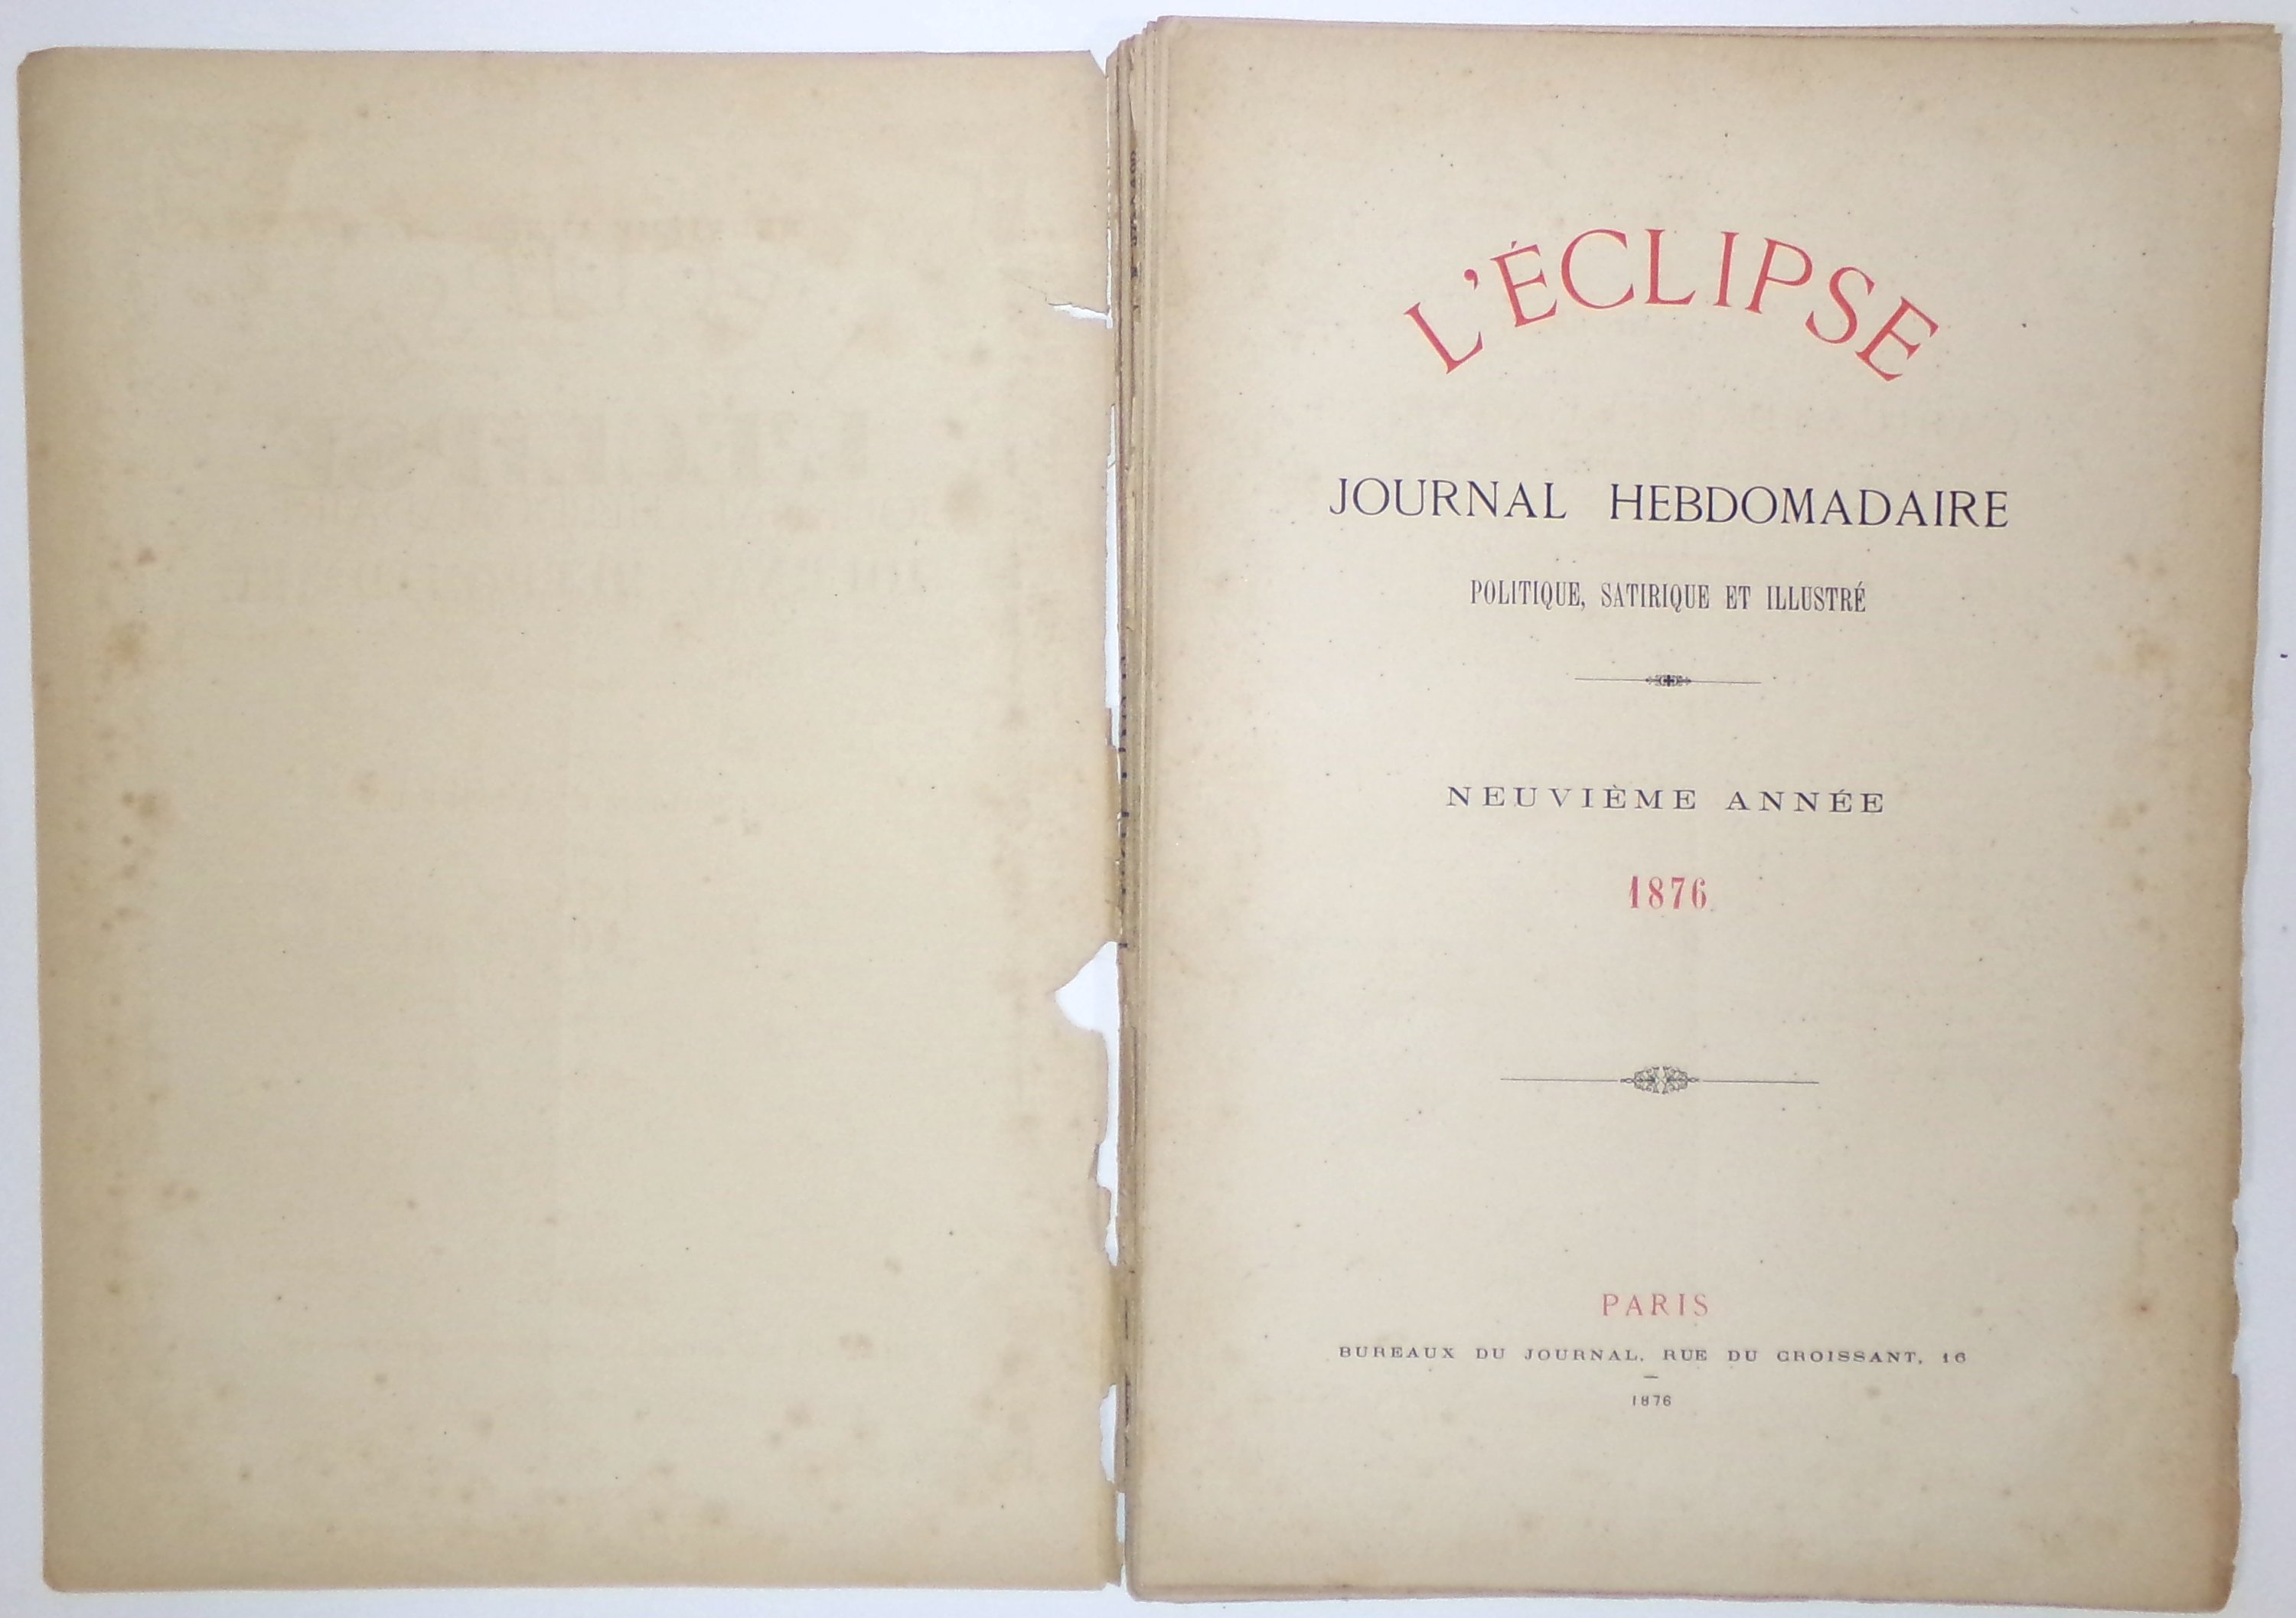 L'ÉCLIPSE
JOURNAL HEBDOMADAIRE
POLITIQUE, SATIRIQUE ET ILLUSTRÉ
NEUVIÈME ANNÉE
1876
PARIS
BUREAUX DU JOURNAL, RUE DU CROISSANT, 16
1876